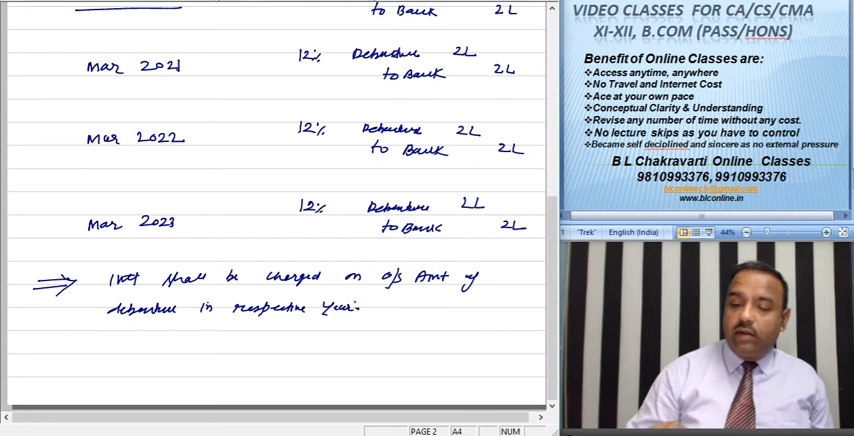 to Bank 2L
Mar 2021 12% Debenture 2L
to Bank 2L
Mar 2022 12% Debenture 2L
to Bank 2L
Mar 2023 12% Debenture 2L
to Bank 2L
⇒ Intt shall be charged on o/s Amt of
debenture in respective Year.
PAGE 2 A4 NUM
VIDEO CLASSES FOR CA/CS/CMA
XI-XII, B.COM (PASS/HONS)
Benefit of Online Classes are:
❖Access anytime, anywhere
❖No Travel and Internet Cost
❖Ace at your own pace
❖Conceptual Clarity & Understanding
❖Revise any number of time without any cost.
❖No lecture skips as you have to control
❖Became self deciplined and sincere as no external pressure
B L Chakravarti Online Classes
9810993376, 9910993376
blconlinech@gmail.com
www.blconline.in
1 "Trek" English (India) 44%